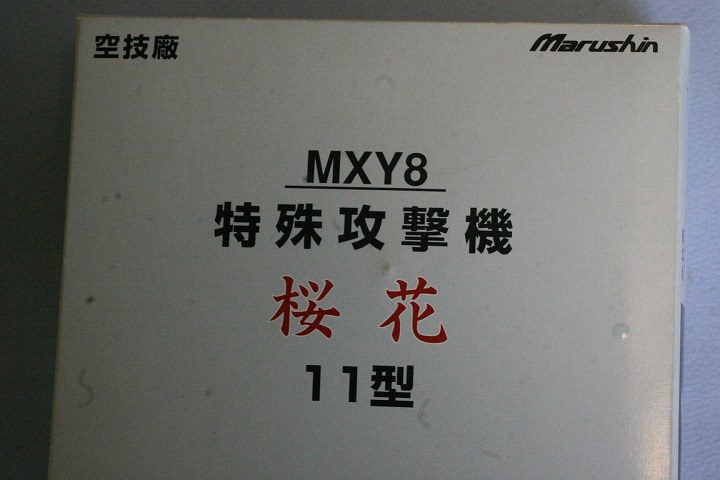 空技廠
Marushin
MXY8
特殊攻撃機
桜花
11型